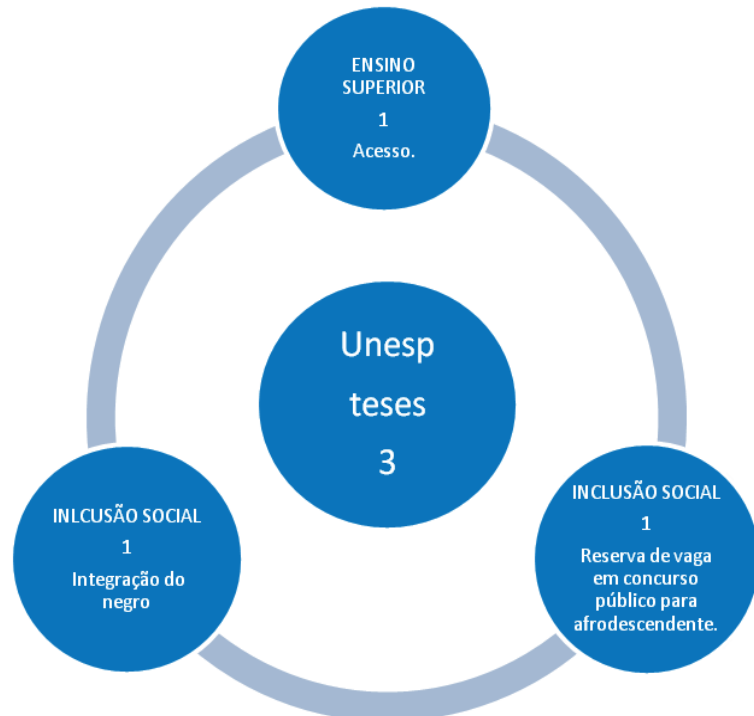 ENSINO
SUPERIOR
1
Acesso.
Unesp
teses
3
INLCUSÃO SOCIAL
1
Integração do
negro
INCLUSÃO SOCIAL
1
Reserva de vaga
em concurso
público para
afrodescendente.